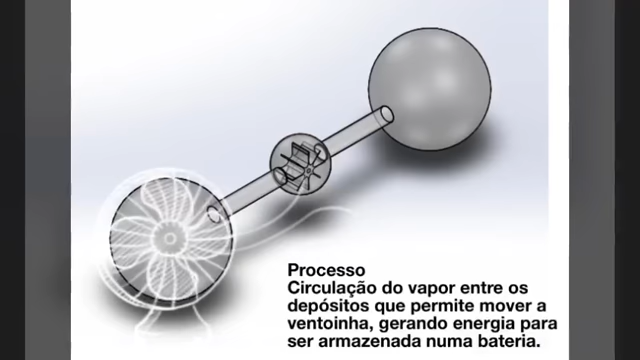 Processo
Circulação do vapor entre os
depósitos que permite mover a
ventoinha, gerando energia para
ser armazenada numa bateria.